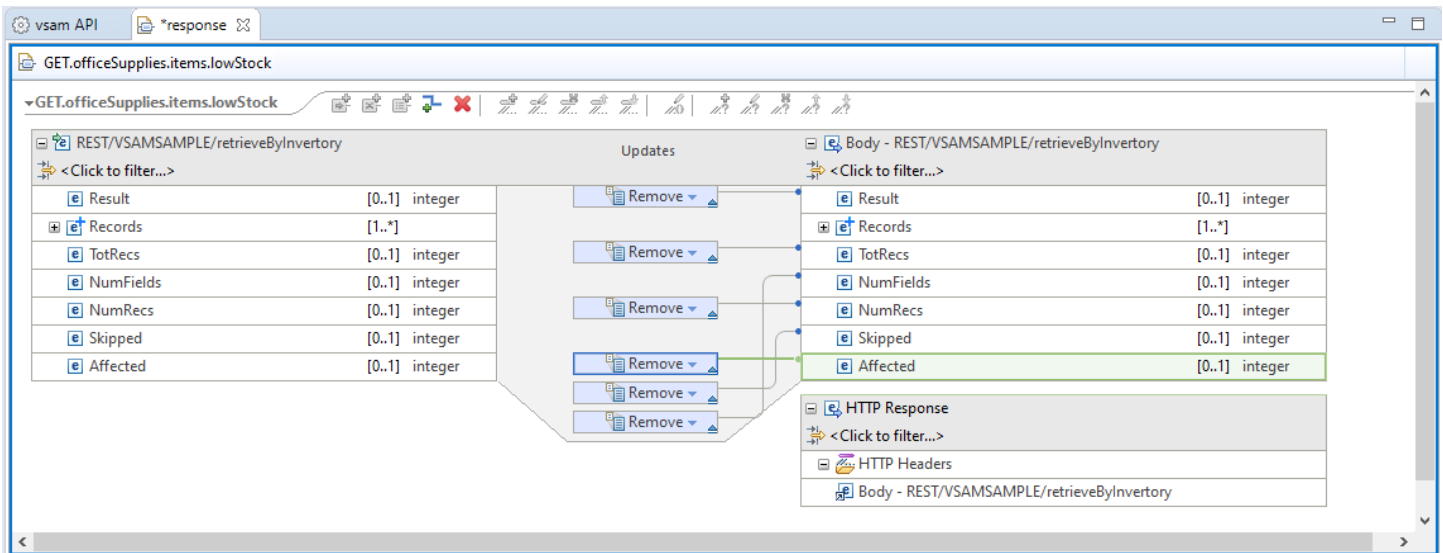 vsam API *response
GET.officeSupplies.items.lowStock
GET.officeSupplies.items.lowStock
REST/VSAMSAMPLE/retrieveByInvertory Updates Body - REST/VSAMSAMPLE/retrieveByInvertory
<Click to filter...> <Click to filter...>
Result [0..1] integer Remove Result [0..1] integer
Records [1..*] Records [1..*]
TotRecs [0..1] integer Remove TotRecs [0..1] integer
NumFields [0..1] integer NumFields [0..1] integer
NumRecs [0..1] integer Remove NumRecs [0..1] integer
Skipped [0..1] integer Skipped [0..1] integer
Affected [0..1] integer Remove Affected [0..1] integer
Remove
Remove
HTTP Response
<Click to filter...>
HTTP Headers
Body - REST/VSAMSAMPLE/retrieveByInvertory